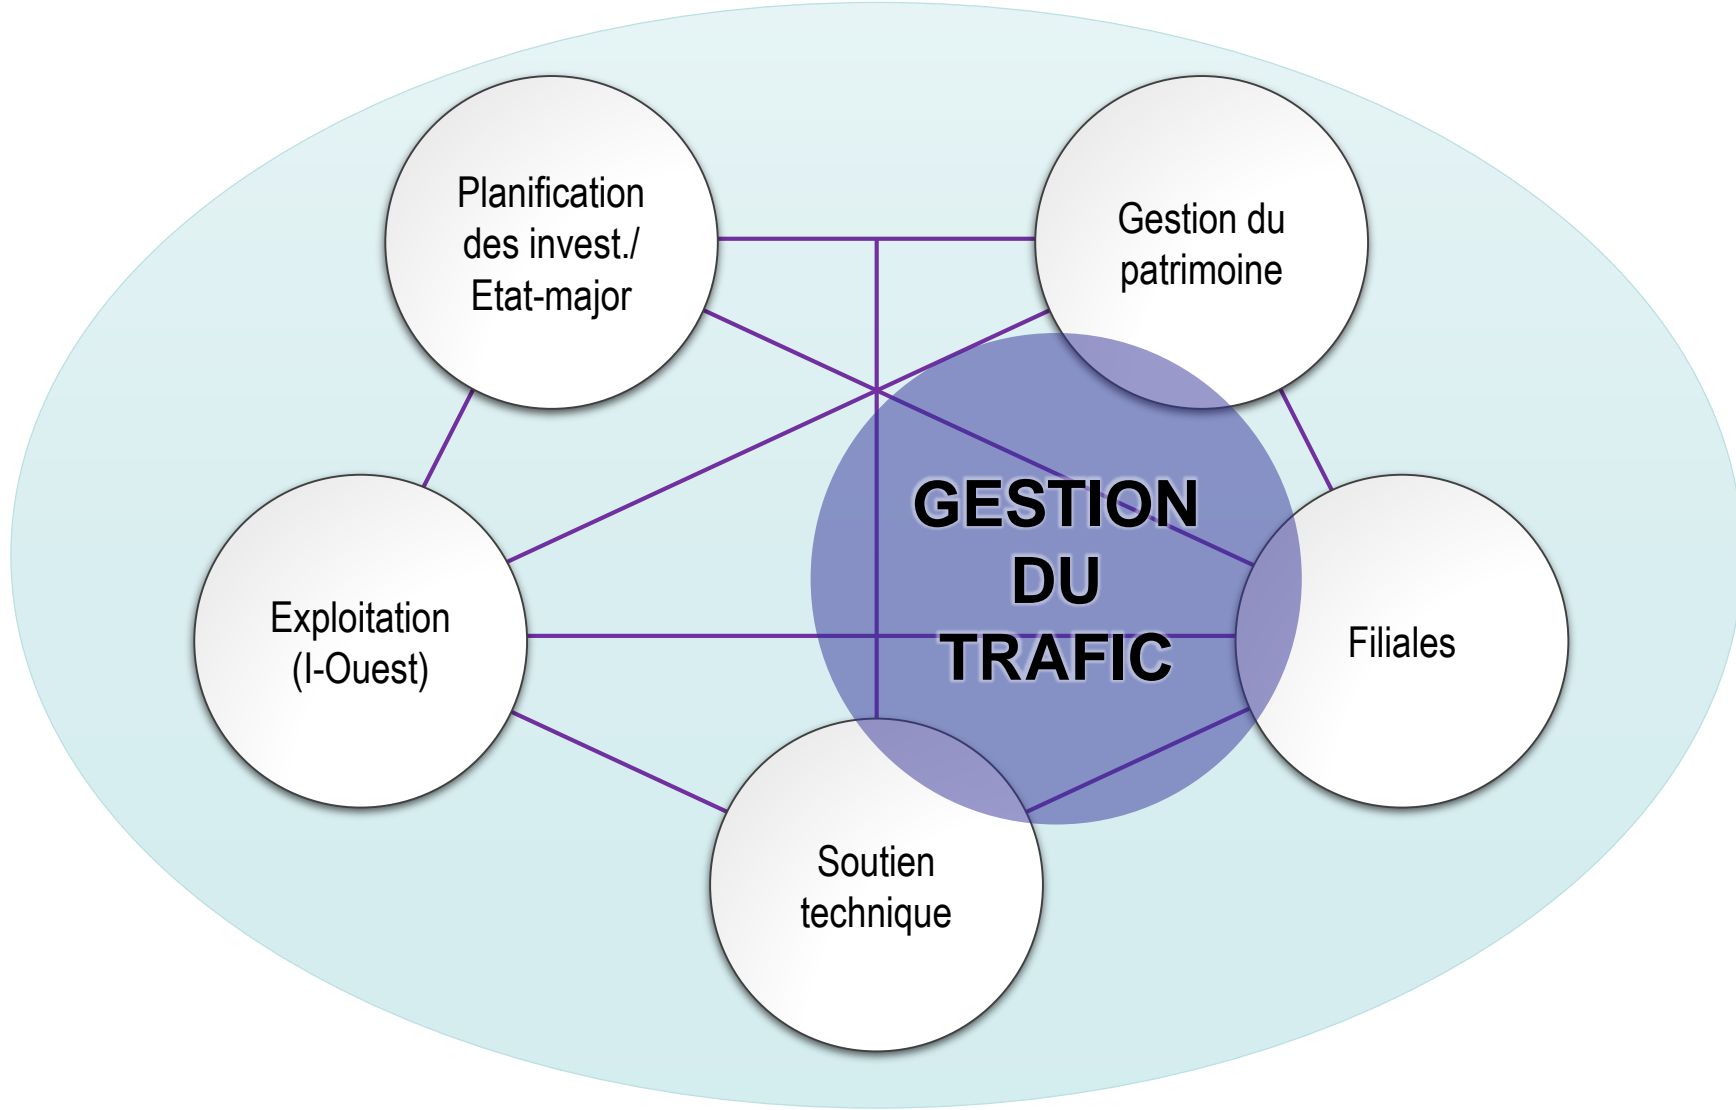 Planification
des invest./
Etat-major
Gestion du
patrimoine
GESTION
DU
TRAFIC
Exploitation
(I-Ouest)
Filiales
Soutien
technique